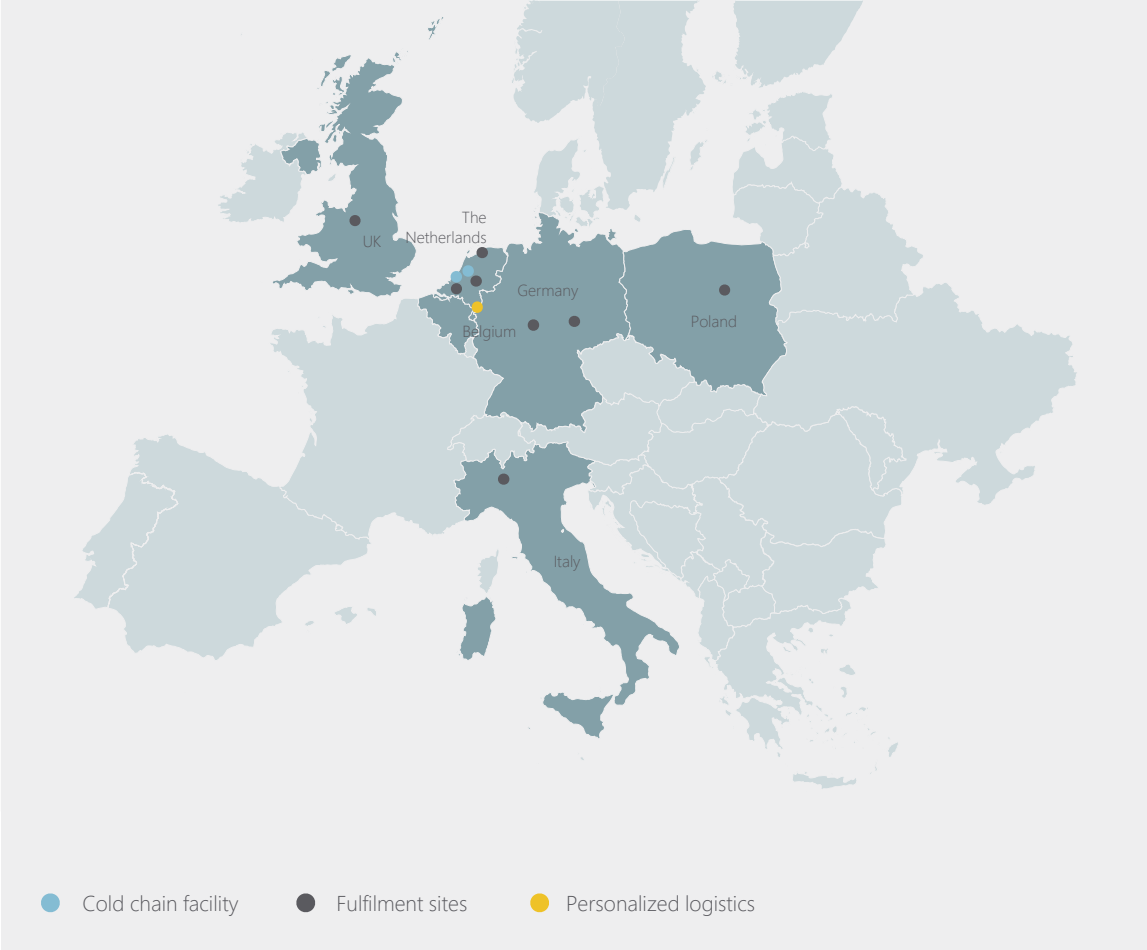 The
Netherlands
UK
Germany
Poland
Belgium
Italy
Cold chain facility
Fulfilment sites
Personalized logistics